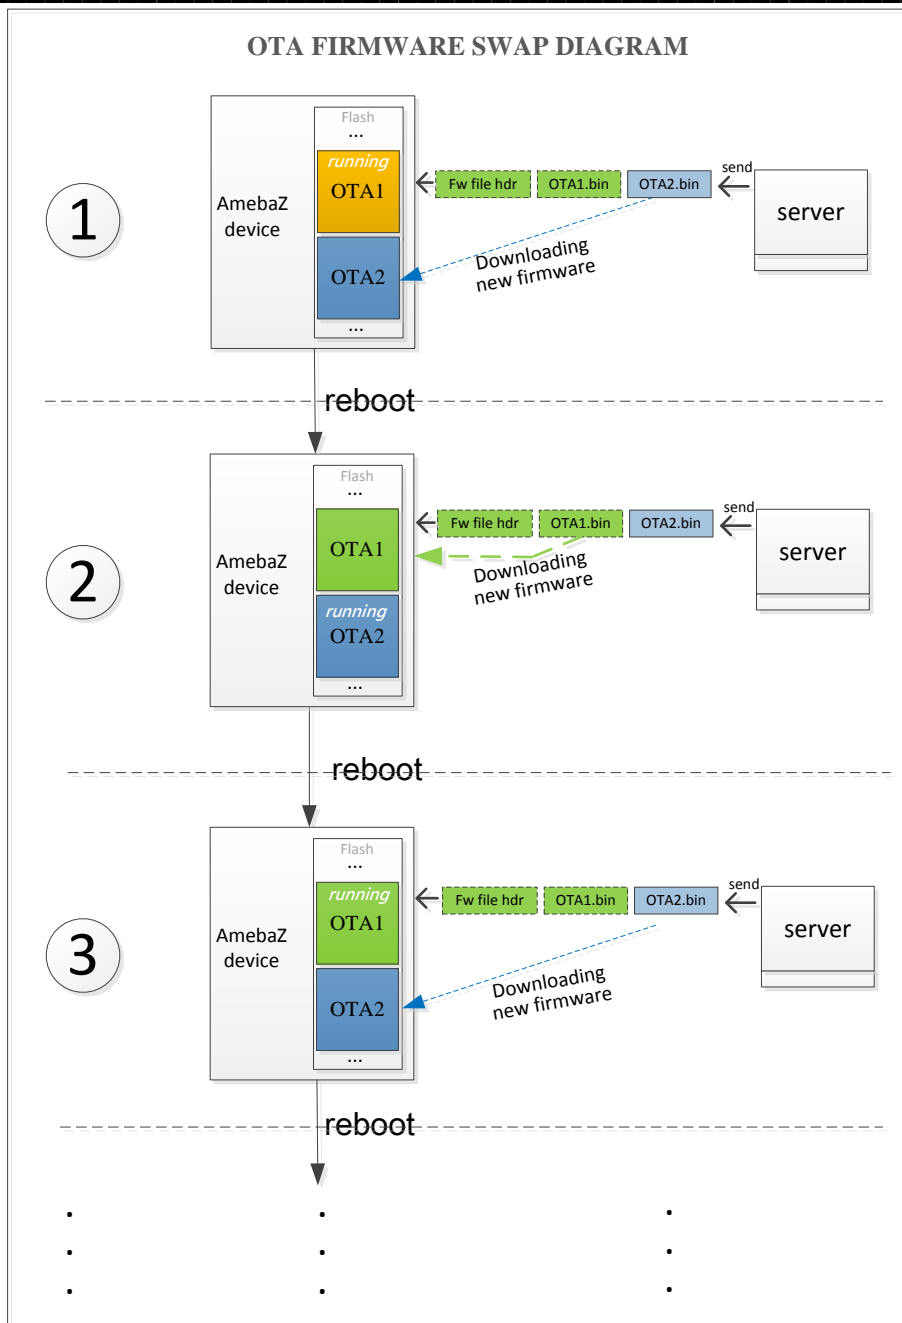 OTA FIRMWARE SWAP DIAGRAM
1
AmebaZ
device
Flash
...
running
OTA1
OTA2
...
Fw file hdr
OTA1.bin
OTA2.bin
send
server
Downloading
new firmware
reboot
2
AmebaZ
device
Flash
...
OTA1
running
OTA2
...
Fw file hdr
OTA1.bin
OTA2.bin
send
server
Downloading
new firmware
reboot
3
AmebaZ
device
Flash
...
running
OTA1
OTA2
...
Fw file hdr
OTA1.bin
OTA2.bin
send
server
Downloading
new firmware
reboot
. . .
. . .
. . .